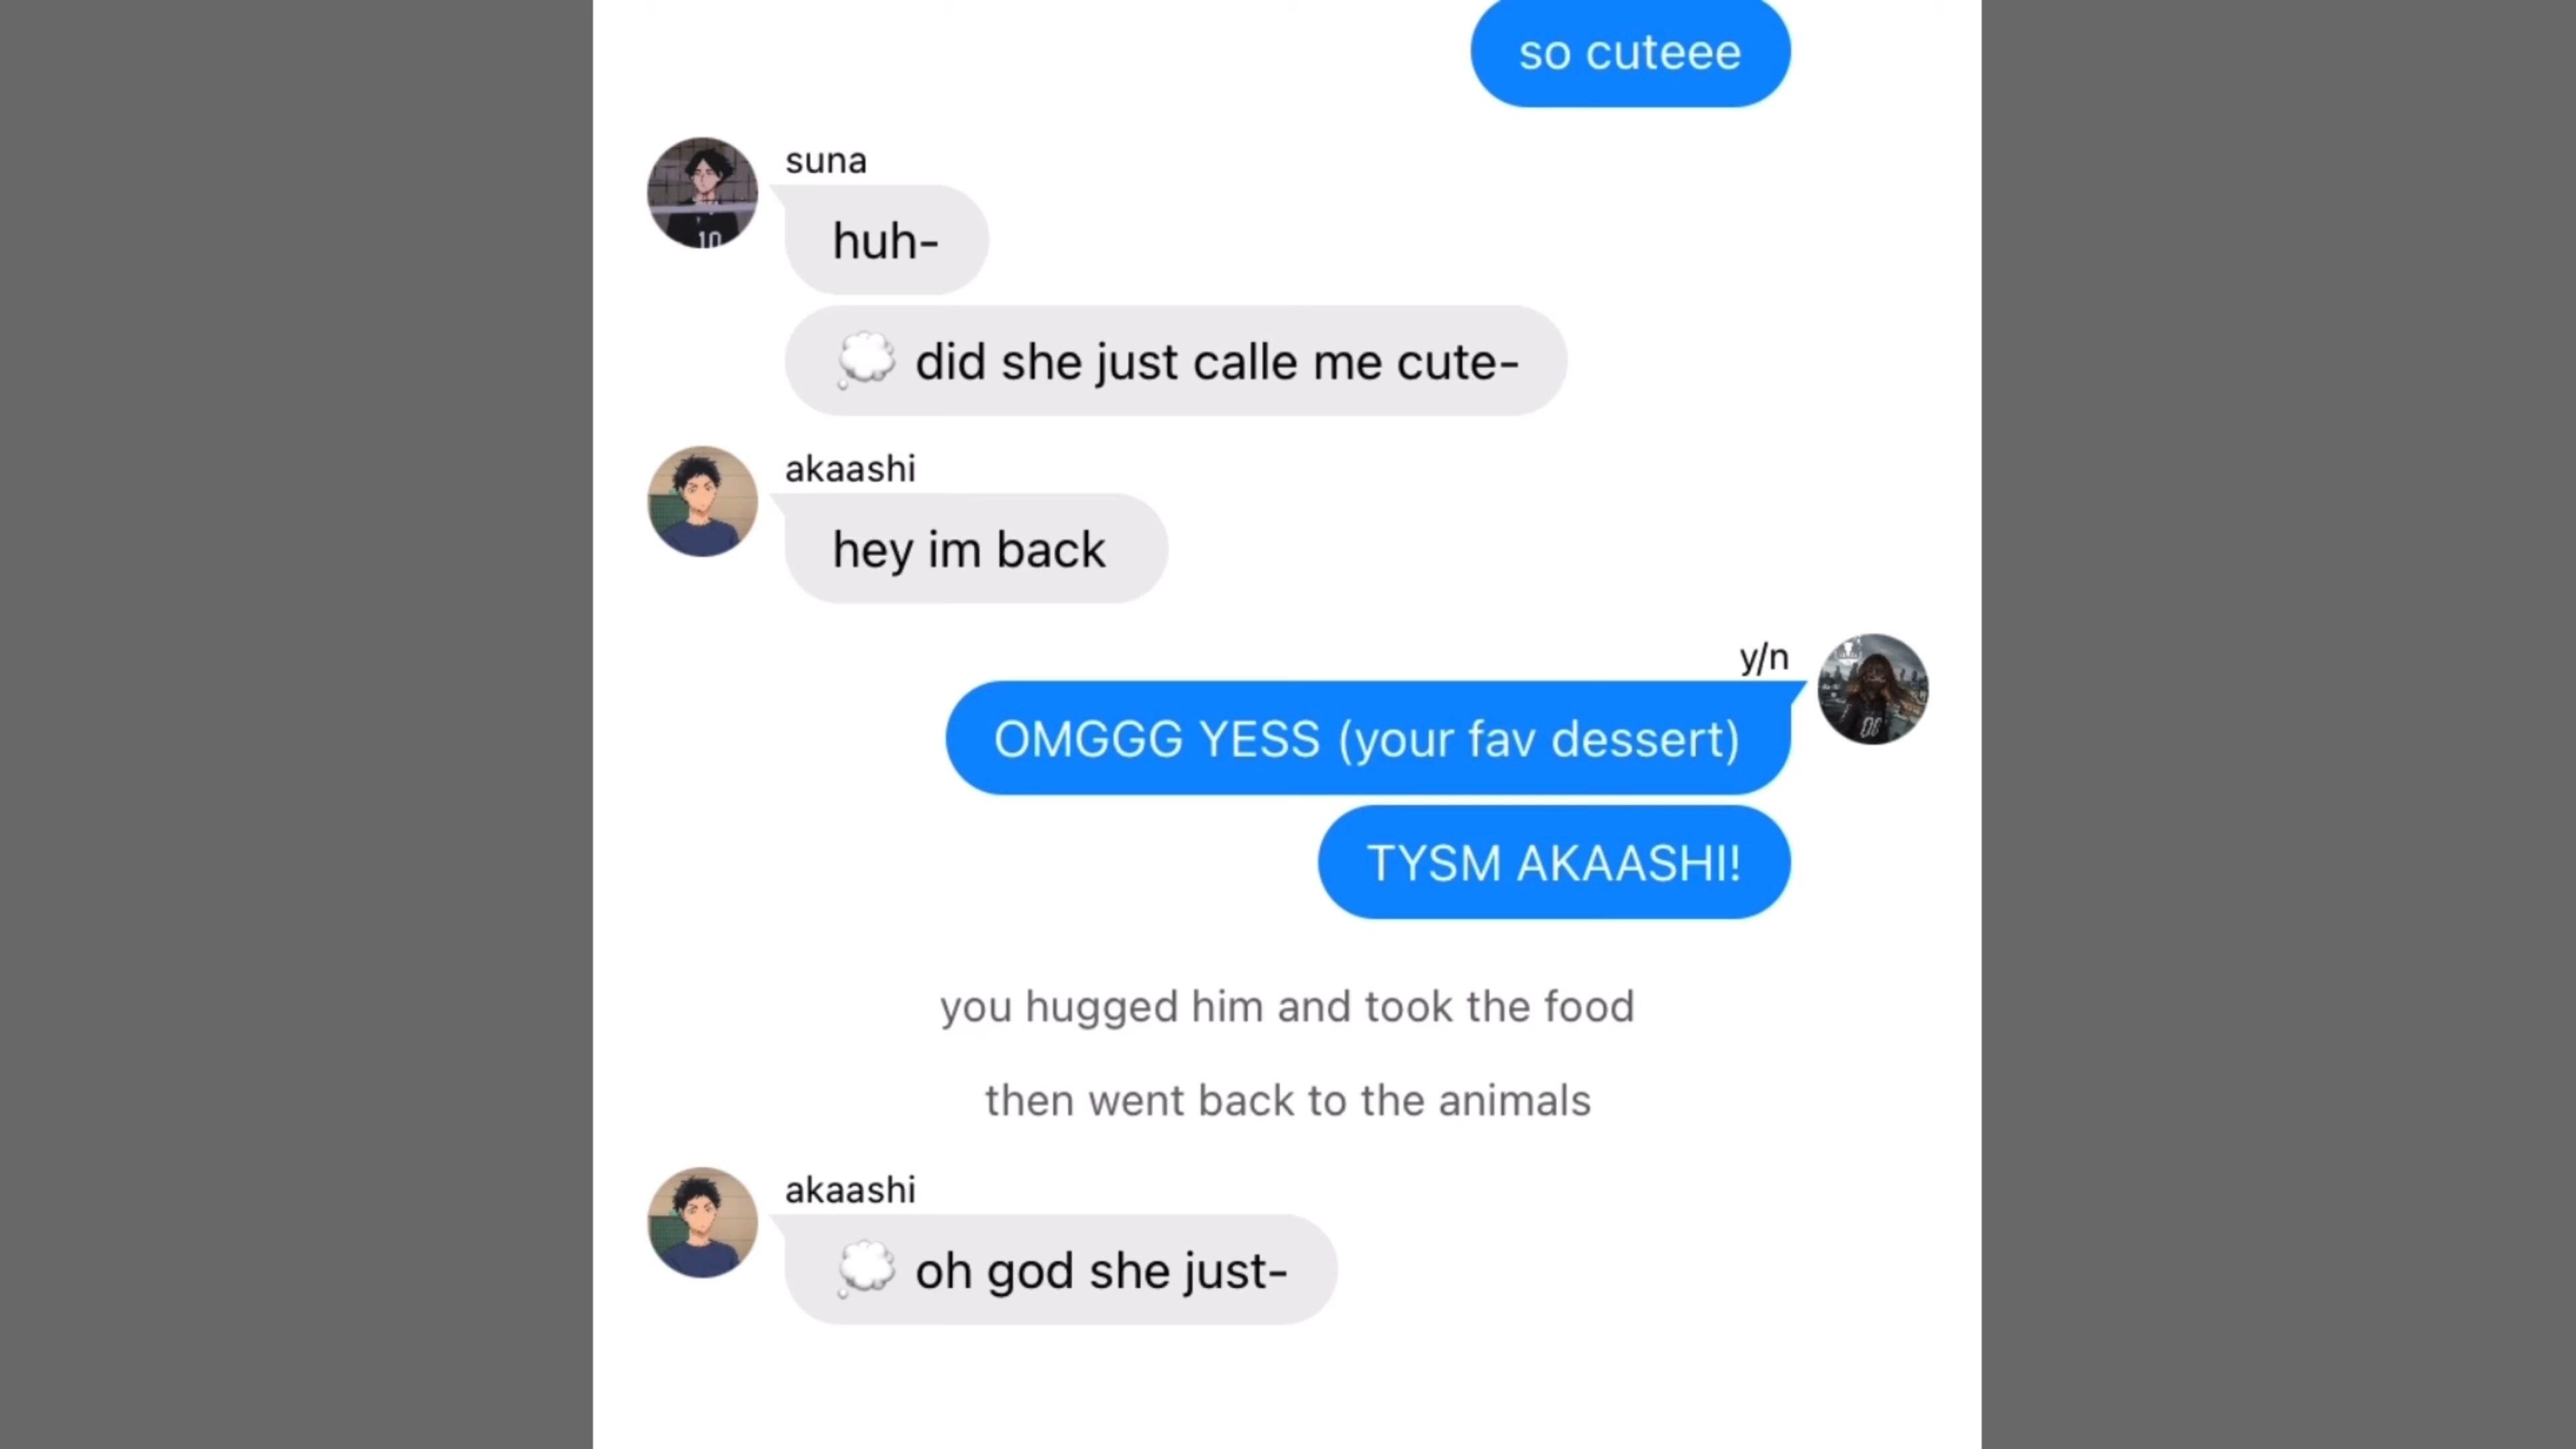 so cuteee
suna
huh-
💭 did she just calle me cute-
akaashi
hey im back
y/n
OMGGG YESS (your fav dessert)
TYSM AKAASHI!
you hugged him and took the food
then went back to the animals
akaashi
💭 oh god she just-